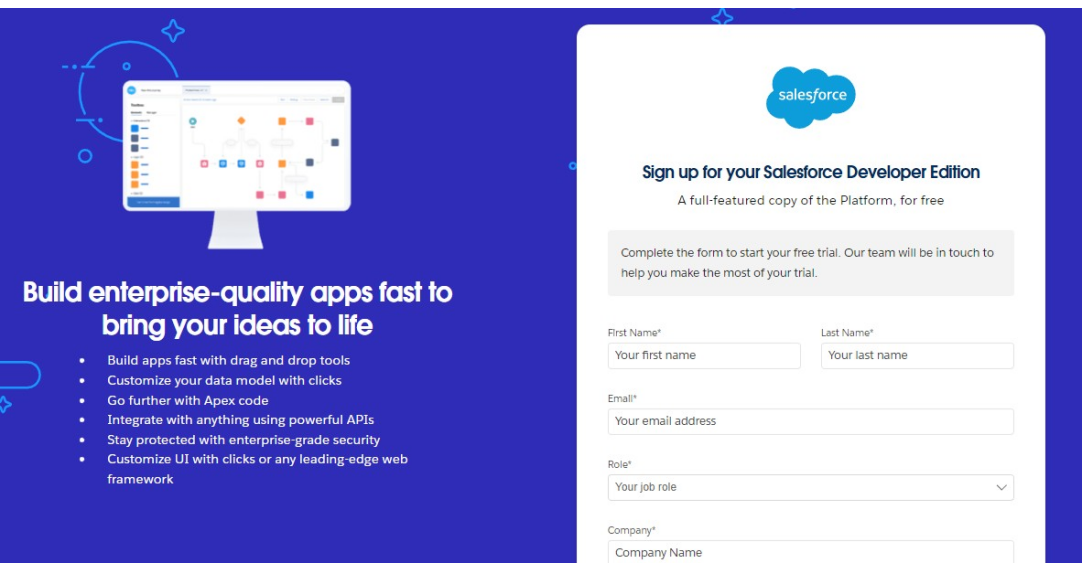 Build enterprise-quality apps fast to
bring your ideas to life
• Build apps fast with drag and drop tools
• Customize your data model with clicks
• Go further with Apex code
• Integrate with anything using powerful APIs
• Stay protected with enterprise-grade security
• Customize UI with clicks or any leading-edge web
framework
salesforce
Sign up for your Salesforce Developer Edition
A full-featured copy of the Platform, for free
Complete the form to start your free trial. Our team will be in touch to
help you make the most of your trial.
First Name* Last Name*
Your first name Your last name
Email*
Your email address
Role*
Your job role
Company*
Company Name